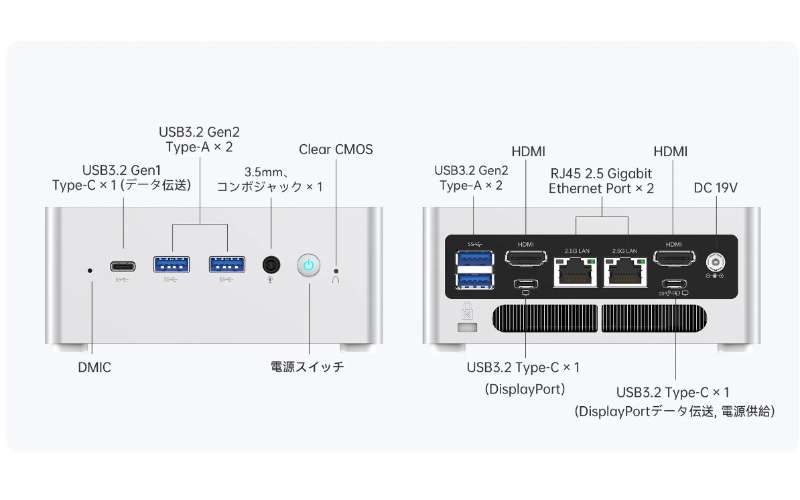 USB3.2 Gen2
Type-A × 2
Clear CMOS
USB3.2 Gen1
Type-C × 1 (データ伝送)
3.5mm、
コンボジャック × 1
DMIC
電源スイッチ
HDMI
HDMI
USB3.2 Gen2
Type-A × 2
RJ45 2.5 Gigabit
Ethernet Port × 2
DC 19V
HDMI
2.5G LAN
2.5G LAN
HDMI
USB3.2 Type-C × 1
(DisplayPort)
USB3.2 Type-C × 1
(DisplayPortデータ伝送, 電源供給)